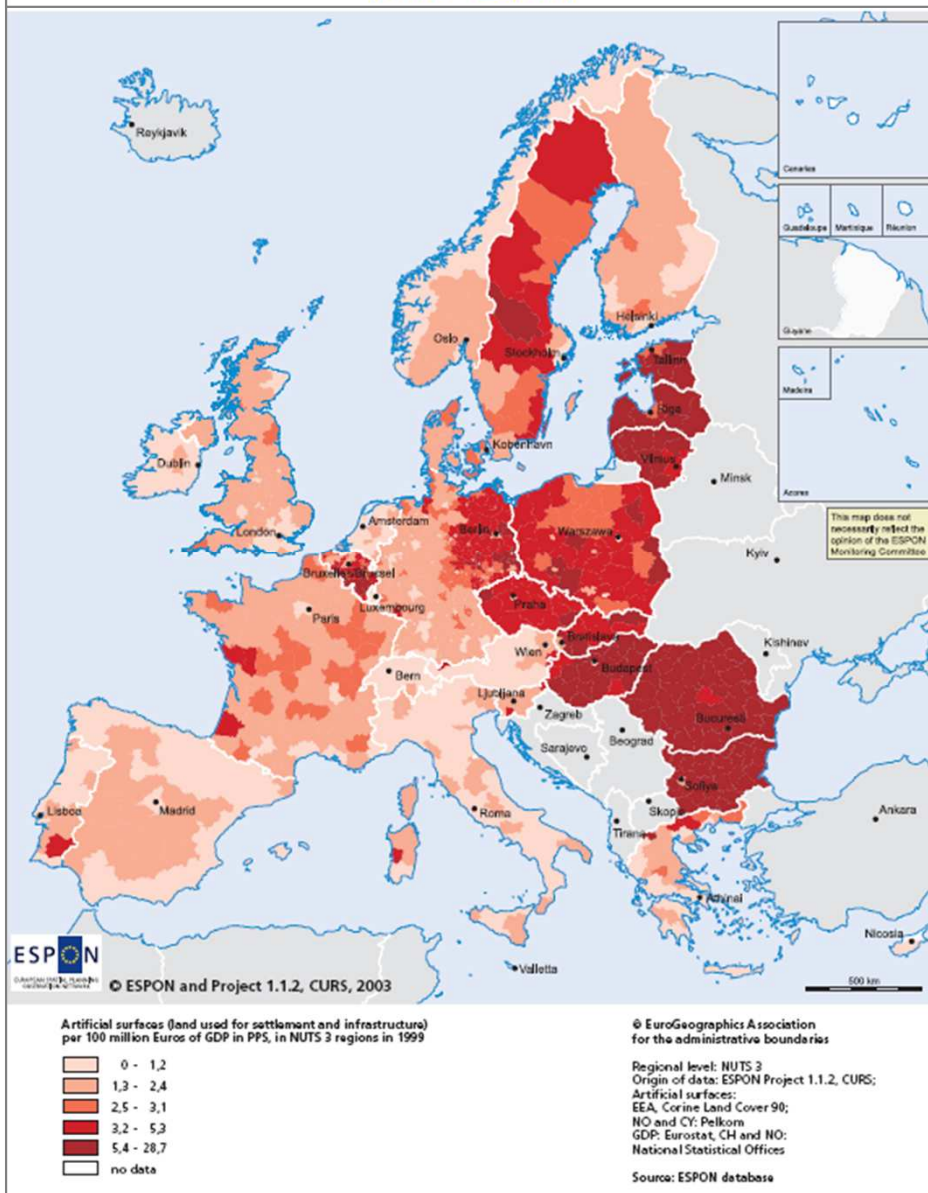 Reykjavik
Canaries
Guadeloupe
Martinique
Réunion
Guyane
Helsinki
Oslo
Tallinn
Stockholm
Madeira
Riga
København
Azores
Dublin
Vilnius
Minsk
This map does not
necessarily reflect the
opinion of the ESPON
Monitoring Committee
London
Amsterdam
Berlin
Warszawa
Kyiv
Bruxelles/Brussel
Luxembourg
Praha
Paris
Kishinev
Wien
Bratislava
Budapest
Bern
Ljubljana
Zagreb
Bucuresti
Beograd
Sarajevo
Sofiya
Lisboa
Madrid
Roma
Skopje
Tirana
Ankara
Athinai
Nicosia
Valletta
ESPON
© ESPON and Project 1.1.2, CURS, 2003
500 km
Artificial surfaces (land used for settlement and infrastructure)
per 100 million Euros of GDP in PPS, in NUTS 3 regions in 1999
0 - 1,2
1,3 - 2,4
2,5 - 3,1
3,2 - 5,3
5,4 - 28,7
no data
© EuroGeographics Association
for the administrative boundaries
Regional level: NUTS 3
Origin of data: ESPON Project 1.1.2, CURS;
Artificial surfaces:
EEA, Corine Land Cover 90;
NO and CY: Pelkom
GDP: Eurostat, CH and NO:
National Statistical Offices
Source: ESPON database